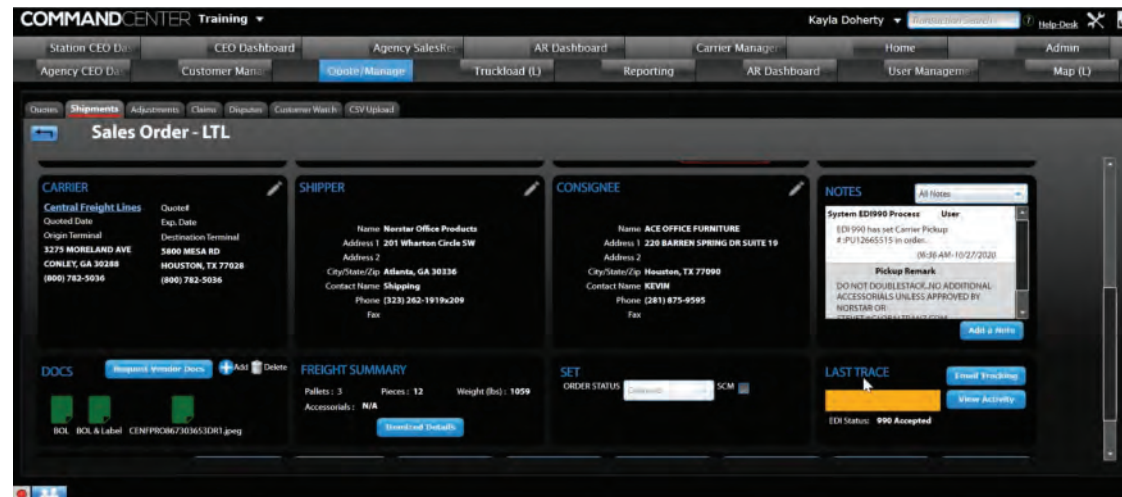 COMMANDCENTER Training
Kayla Doherty
Help-Desk
Station CEO Das
CEO Dashboard
Agency SalesRe
AR Dashboard
Carrier Manager
Home
Admin
Agency CEO Da
Customer Mana
Quote/Manage
Truckload (L)
Reporting
AR Dashboard
User Managem
Map (L)
Quotes Shipments Adjustments Claims Disputes Customer Watch CSV Upload
Sales Order - LTL
CARRIER
Central Freight Lines Quote#
Quoted Date Exp. Date
Origin Terminal Destination Terminal
3275 MORELAND AVE 5800 MESA RD
CONLEY, GA 30288 HOUSTON, TX 77028
(800) 782-5036 (800) 782-5036
SHIPPER
Name Norstar Office Products
Address 1 201 Wharton Circle SW
Address 2
City/State/Zip Atlanta, GA 30336
Contact Name Shipping
Phone (323) 262-1919x209
Fax
CONSIGNEE
Name ACE OFFICE FURNITURE
Address 1 220 BARREN SPRING DR SUITE 19
Address 2
City/State/Zip Houston, TX 77090
Contact Name KEVIN
Phone (281) 875-9595
Fax
NOTES All Notes
System EDI990 Process User
EDI 990 has set Carrier Pickup
# :PU12665515 in order.
06:36 AM-10/27/2020
Pickup Remark
DO NOT DOUBLESTACK.NO ADDITIONAL
ACCESSORIALS UNLESS APPROVED BY
NORSTAR OR
Add a Note
DOCS Request Vendor Docs Add Delete
BOL BOL & Label CENFPRO867303653DR1.jpeg
FREIGHT SUMMARY
Pallets : 3 Pieces : 12 Weight (lbs) : 1059
Accessorials : N/A
Itemized Details
SET
ORDER STATUS SCM
LAST TRACE Email Tracking
View Activity
EDI Status: 990 Accepted